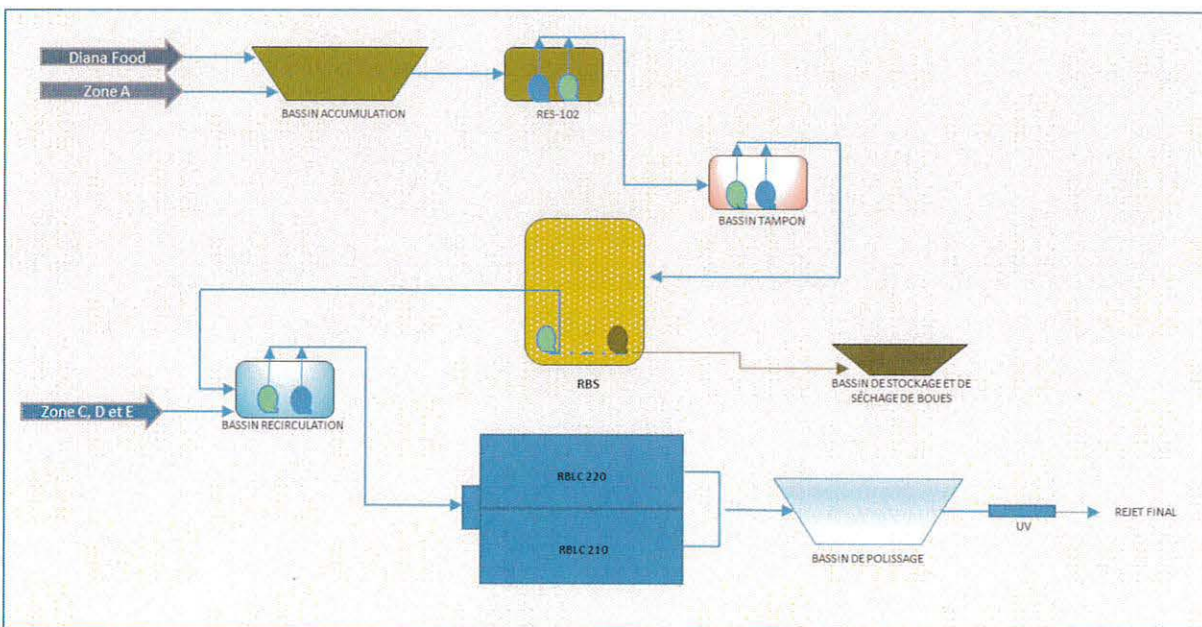 Diana Food
Zone A
BASSIN ACCUMULATION
RES-102
BASSIN TAMPON
RBS
BASSIN DE STOCKAGE ET DE
SÉCHAGE DE BOUES
Zone C, D et E
BASSIN RECIRCULATION
RBLC 220
RBLC 210
BASSIN DE POLISSAGE
UV
REJET FINAL